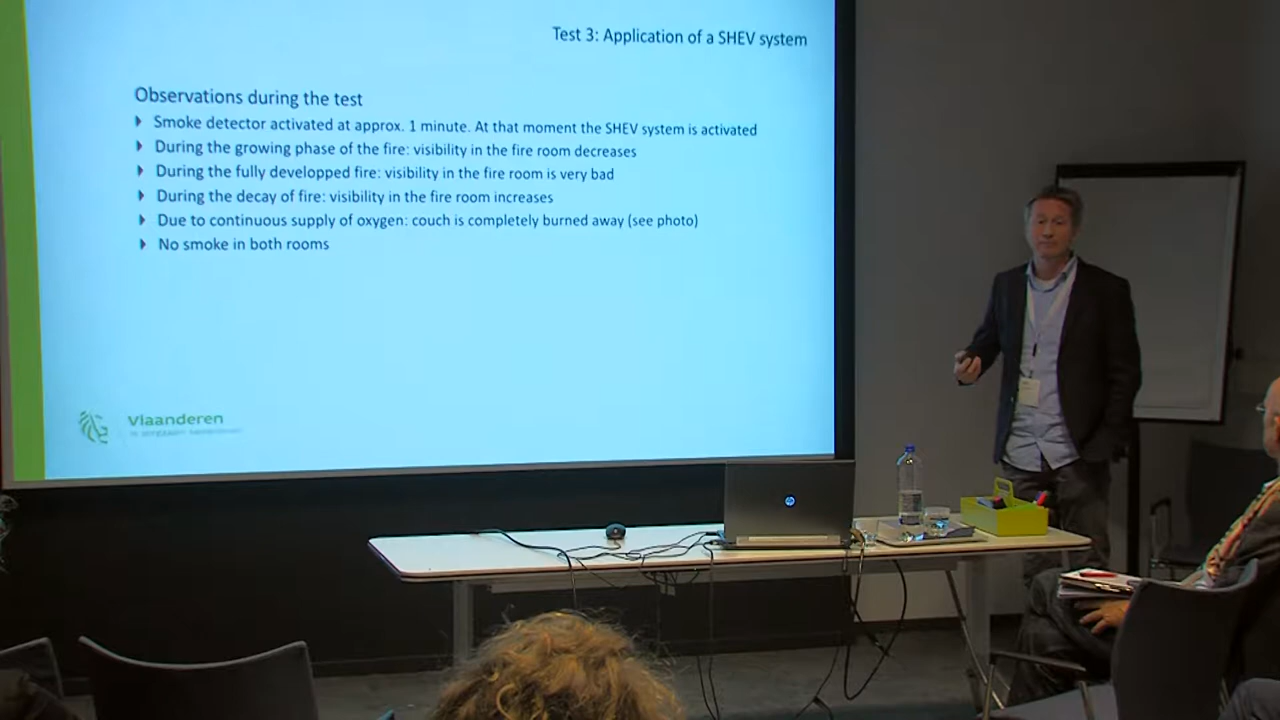 Test 3: Application of a SHEV system
Observations during the test
Smoke detector activated at approx. 1 minute. At that moment the SHEV system is activated
During the growing phase of the fire: visibility in the fire room decreases
During the fully developped fire: visibility in the fire room is very bad
During the decay of fire: visibility in the fire room increases
Due to continuous supply of oxygen: couch is completely burned away (see photo)
No smoke in both rooms
Vlaanderen
hp